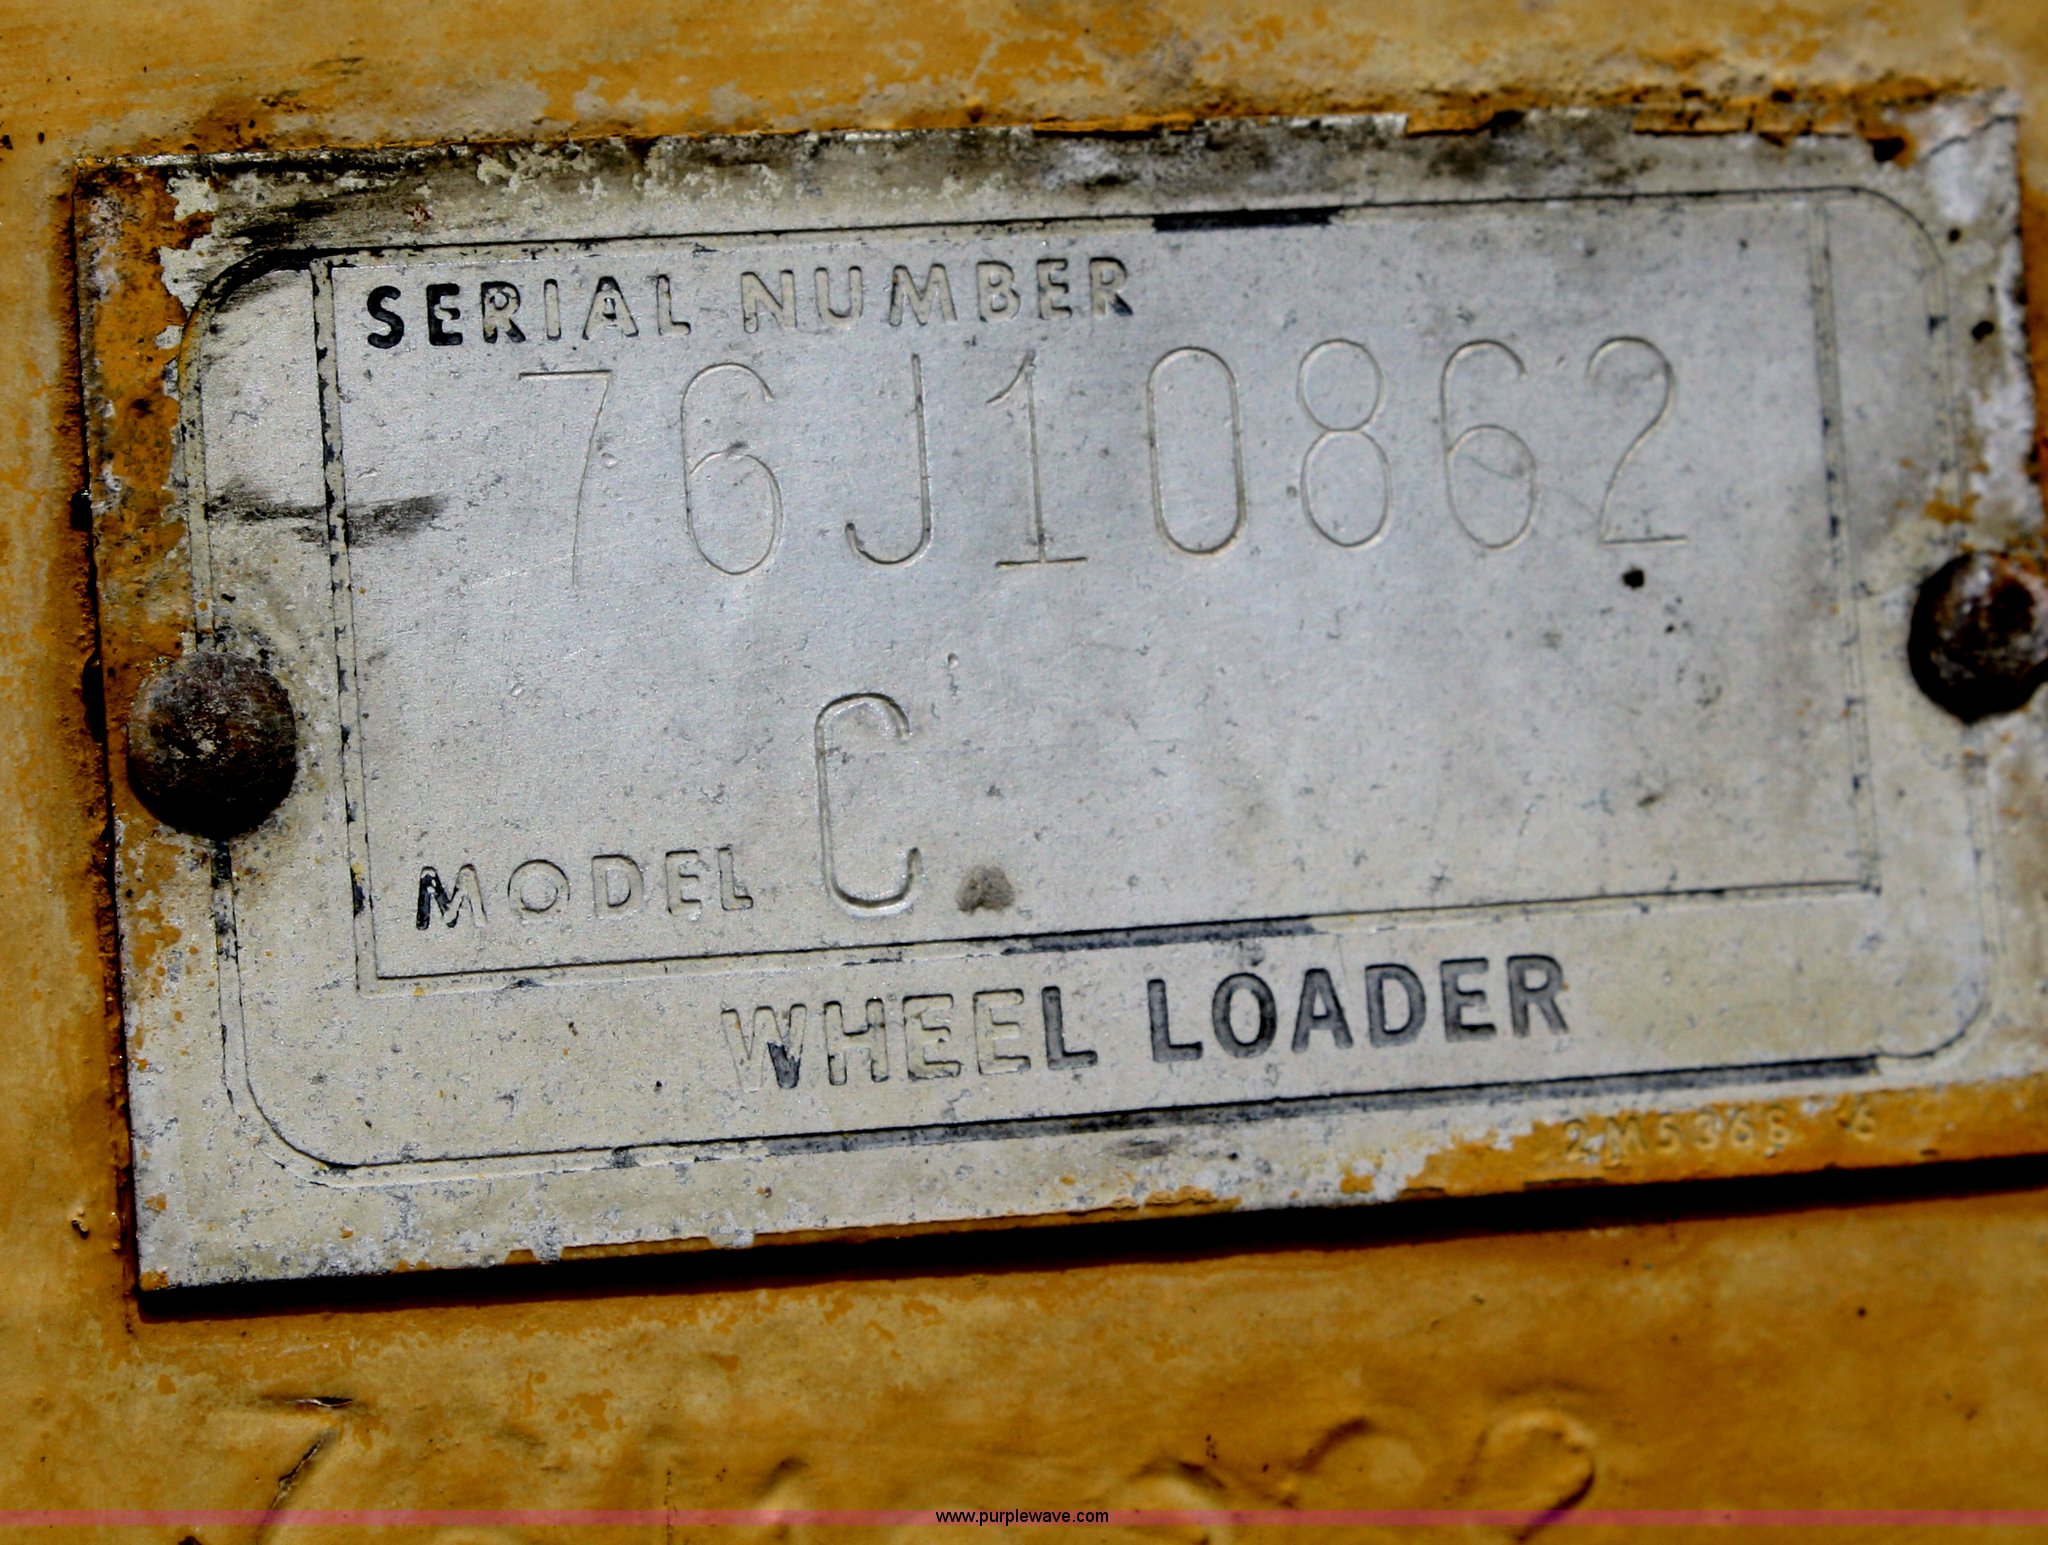 SERIAL NUMBER
76J10862
MODEL C
WHEEL LOADER
www.purplewave.com